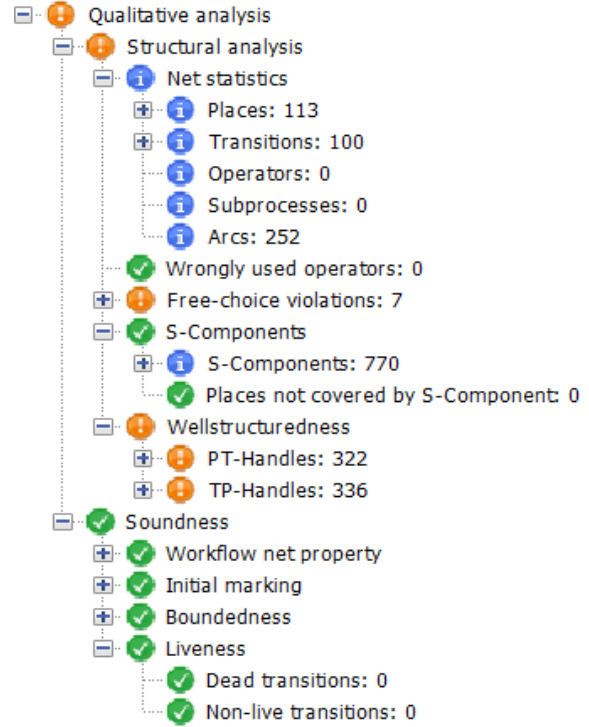 Qualitative analysis
Structural analysis
Net statistics
Places: 113
Transitions: 100
Operators: 0
Subprocesses: 0
Arcs: 252
Wrongly used operators: 0
Free-choice violations: 7
S-Components
S-Components: 770
Places not covered by S-Component: 0
Wellstructuredness
PT-Handles: 322
TP-Handles: 336
Soundness
Workflow net property
Initial marking
Boundedness
Liveness
Dead transitions: 0
Non-live transitions: 0